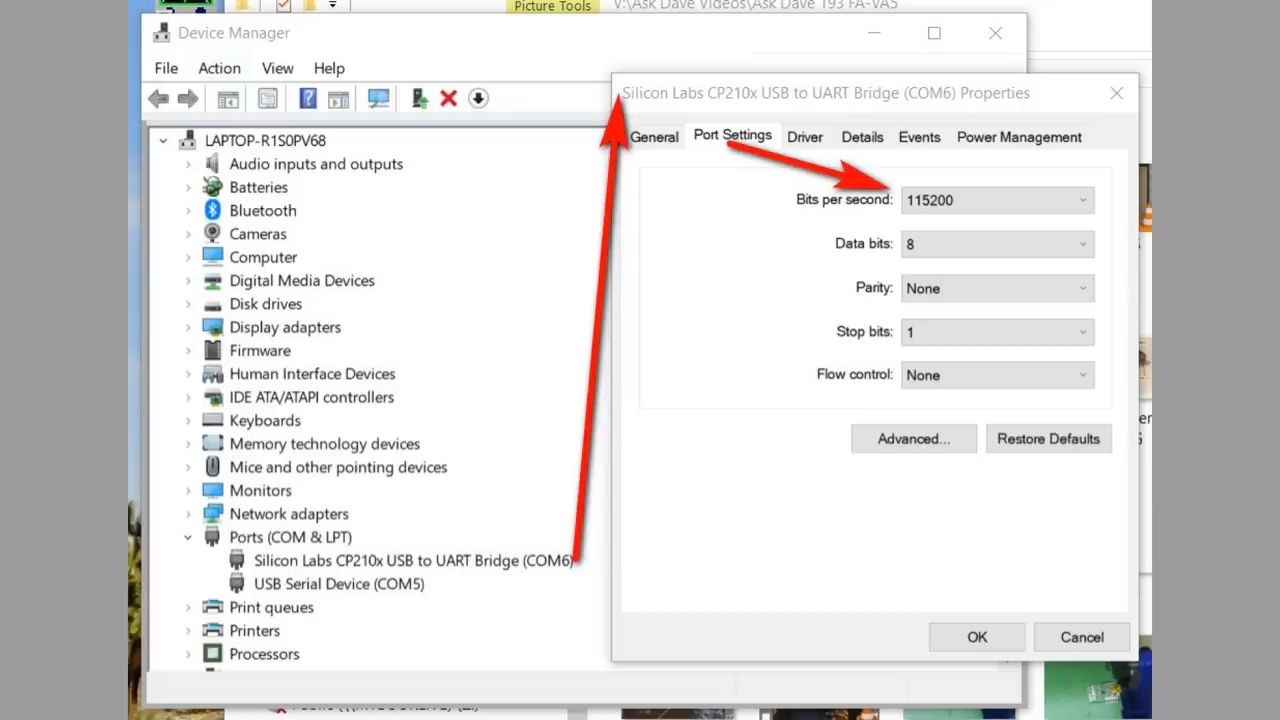 Picture Tools
V:\Ask Dave Videos\Ask Dave 193 FA-VA5
Device Manager
File Action View Help
LAPTOP-R1S0PV68
Audio inputs and outputs
Batteries
Bluetooth
Cameras
Computer
Digital Media Devices
Disk drives
Display adapters
Firmware
Human Interface Devices
IDE ATA/ATAPI controllers
Keyboards
Memory technology devices
Mice and other pointing devices
Monitors
Network adapters
Ports (COM & LPT)
Silicon Labs CP210x USB to UART Bridge (COM6)
USB Serial Device (COM5)
Print queues
Printers
Processors
Silicon Labs CP210x USB to UART Bridge (COM6) Properties
General Port Settings Driver Details Events Power Management
Bits per second: 115200
Data bits: 8
Parity: None
Stop bits: 1
Flow control: None
Advanced... Restore Defaults
OK Cancel